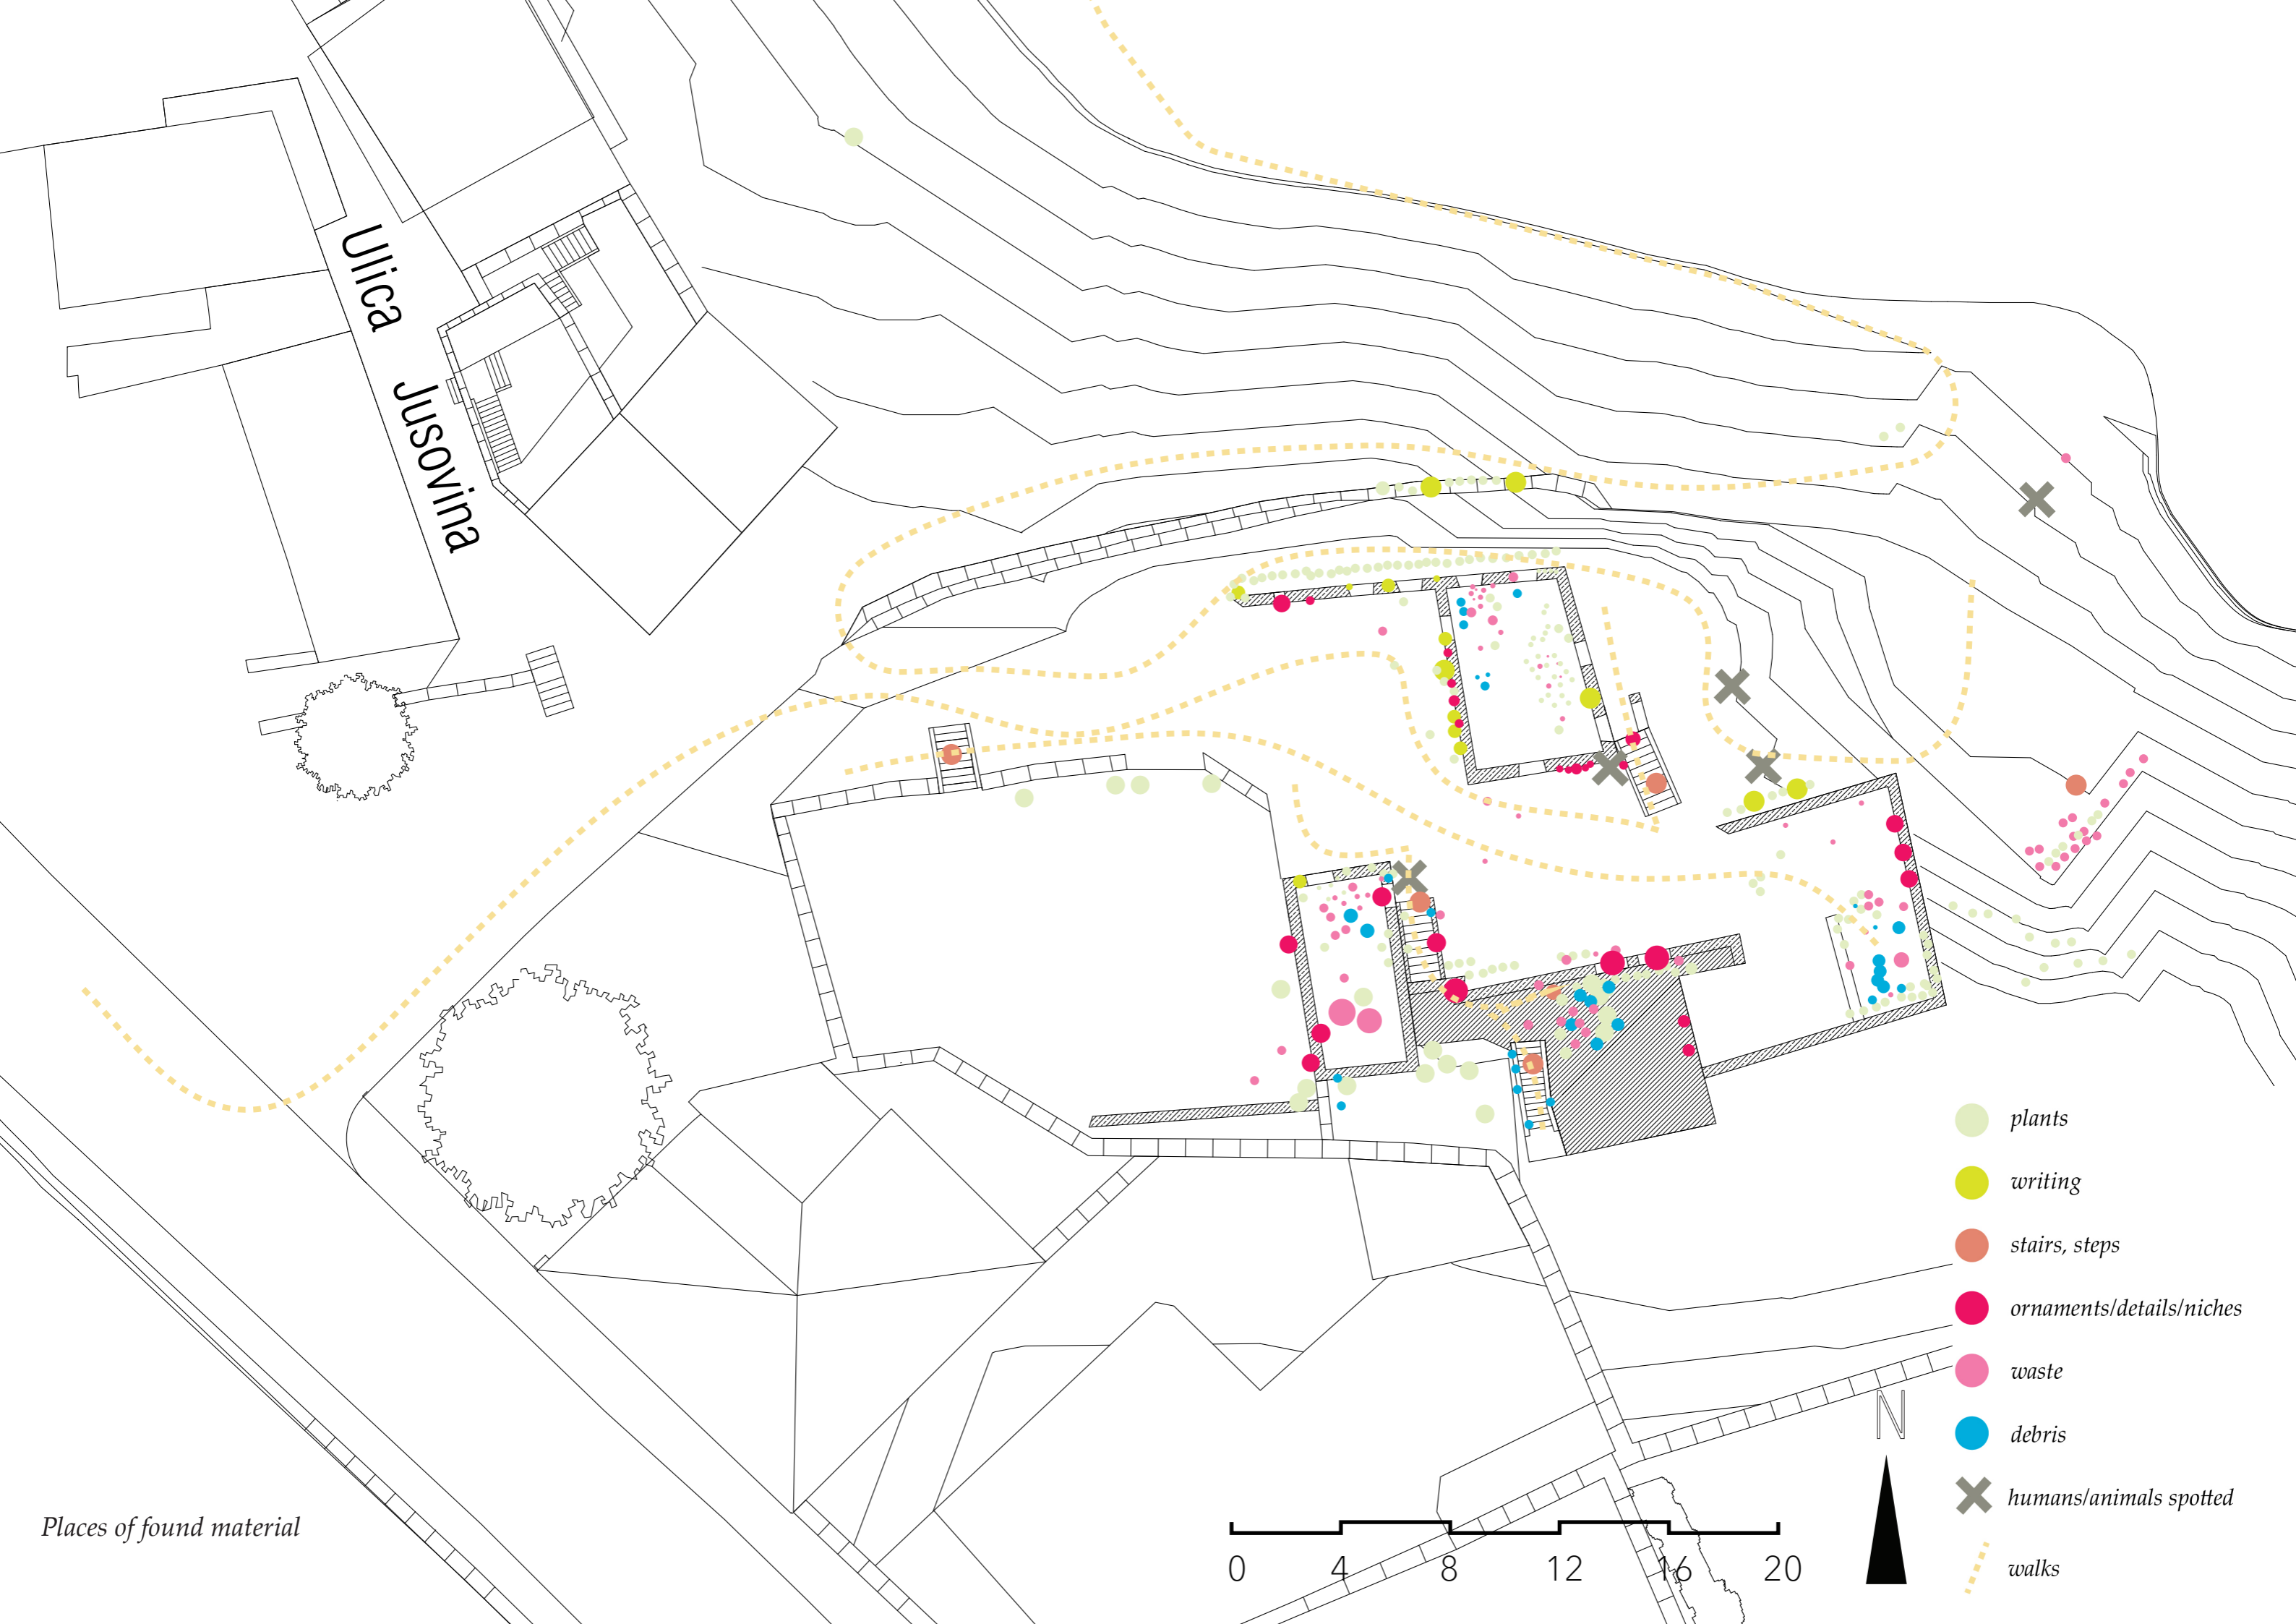 Ulica Jusovina
plants
writing
stairs, steps
ornaments/details/niches
waste
debris
humans/animals spotted
walks
N
Places of found material
0 4 8 12 16 20